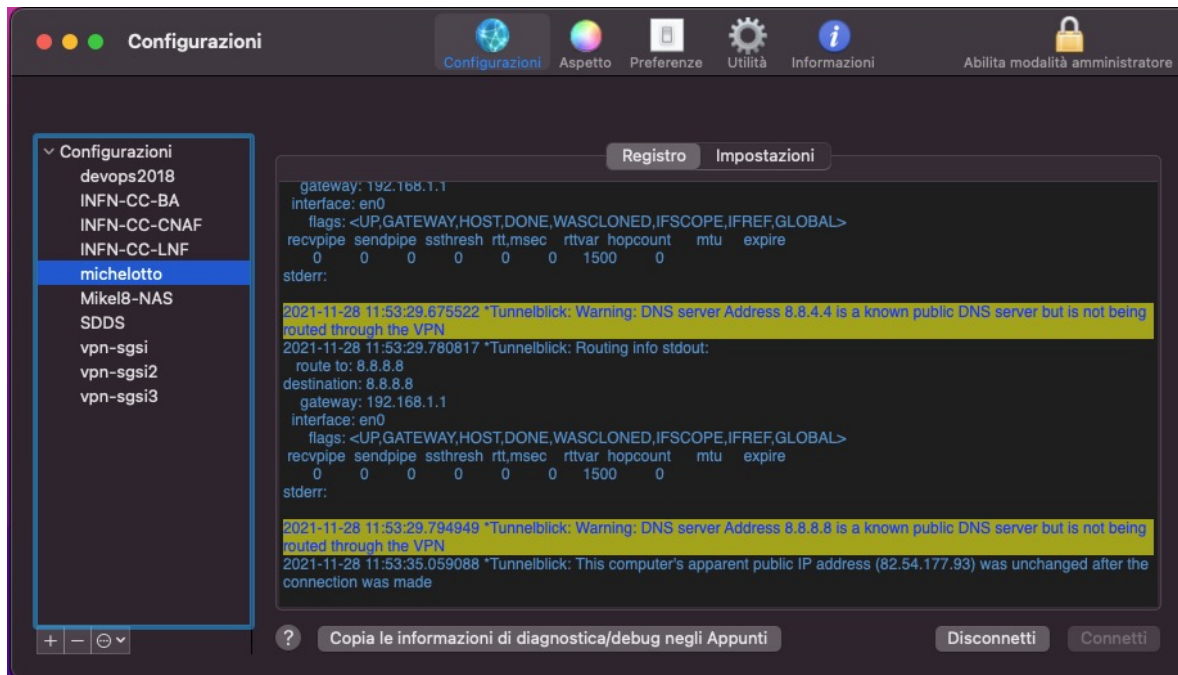 Configurazioni
Configurazioni
Aspetto
Preferenze
Utilità
Informazioni
Abilita modalità amministratore
Configurazioni
devops2018
INFN-CC-BA
INFN-CC-CNAF
INFN-CC-LNF
michelotto
Mikel8-NAS
SDDS
vpn-sgsi
vpn-sgsi2
vpn-sgsi3
Registro Impostazioni
gateway: 192.168.1.1
interface: en0
flags: <UP,GATEWAY,HOST,DONE,WASCLONED,IFSCOPE,IFREF,GLOBAL>
recvpipe sendpipe ssthresh rtt,msec rttvar hopcount mtu expire
0 0 0 0 0 0 1500 0
stderr:
2021-11-28 11:53:29.675522 *Tunnelblick: Warning: DNS server Address 8.8.4.4 is a known public DNS server but is not being
routed through the VPN
2021-11-28 11:53:29.780817 *Tunnelblick: Routing info stdout:
route to: 8.8.8.8
destination: 8.8.8.8
gateway: 192.168.1.1
interface: en0
flags: <UP,GATEWAY,HOST,DONE,WASCLONED,IFSCOPE,IFREF,GLOBAL>
recvpipe sendpipe ssthresh rtt,msec rttvar hopcount mtu expire
0 0 0 0 0 0 1500 0
stderr:
2021-11-28 11:53:29.794949 *Tunnelblick: Warning: DNS server Address 8.8.8.8 is a known public DNS server but is not being
routed through the VPN
2021-11-28 11:53:35.059088 *Tunnelblick: This computer's apparent public IP address (82.54.177.93) was unchanged after the
connection was made
? Copia le informazioni di diagnostica/debug negli Appunti
Disconnetti Connetti